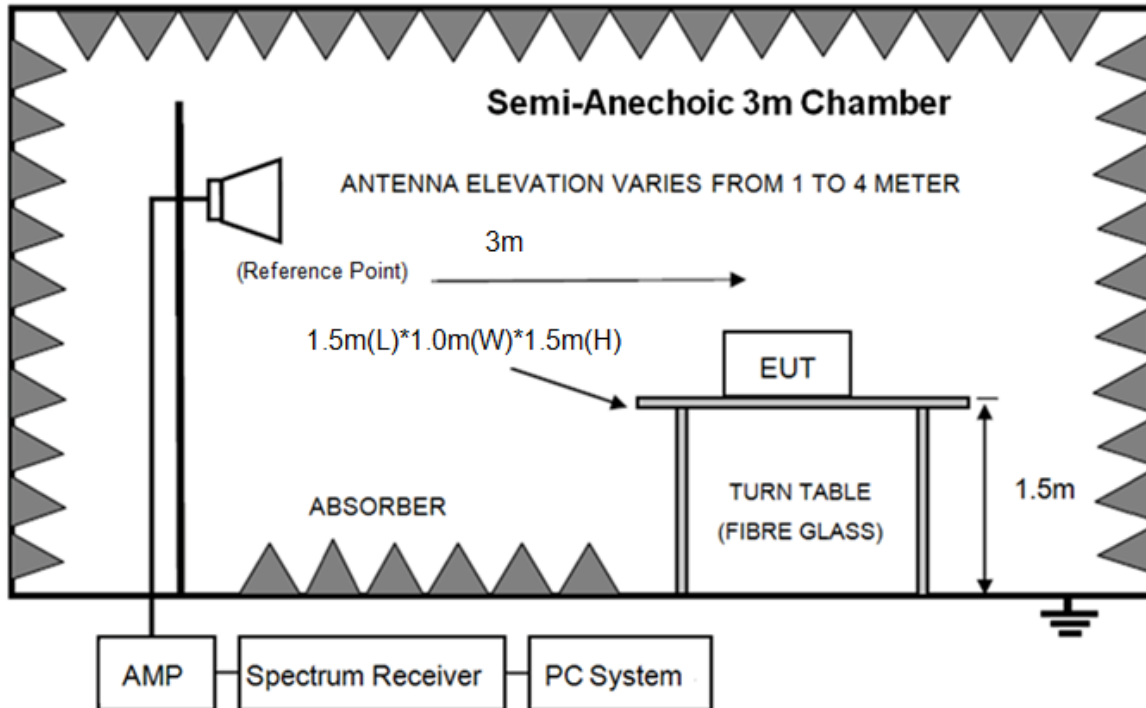 Semi-Anechoic 3m Chamber
ANTENNA ELEVATION VARIES FROM 1 TO 4 METER
3m
(Reference Point)
1.5m(L)*1.0m(W)*1.5m(H)
EUT
1.5m
TURN TABLE
(FIBRE GLASS)
ABSORBER
AMP
Spectrum Receiver
PC System